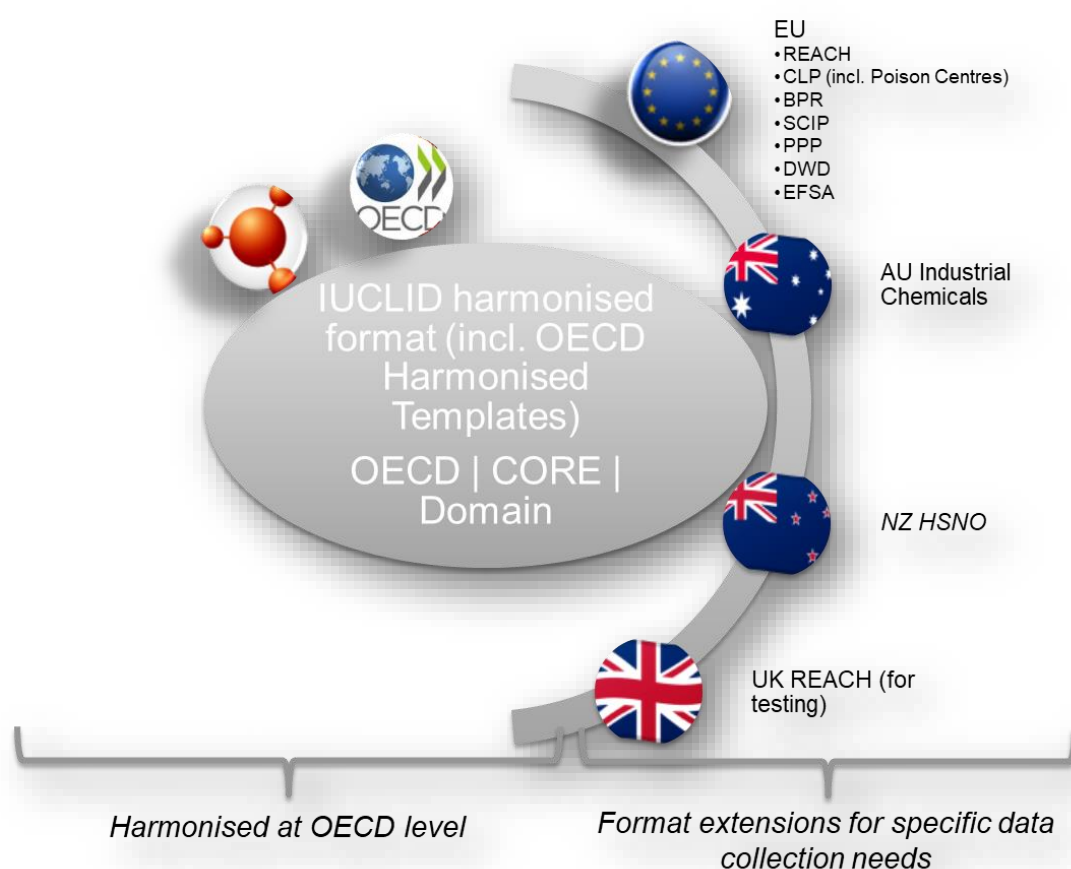 EU
•REACH
•CLP (incl. Poison Centres)
•BPR
•SCIP
•PPP
•DWD
•EFSA
OECD
IUCLID harmonised
format (incl. OECD
Harmonised
Templates)
OECD | CORE |
Domain
AU Industrial
Chemicals
NZ HSNO
UK REACH (for
testing)
Harmonised at OECD level
Format extensions for specific data
collection needs